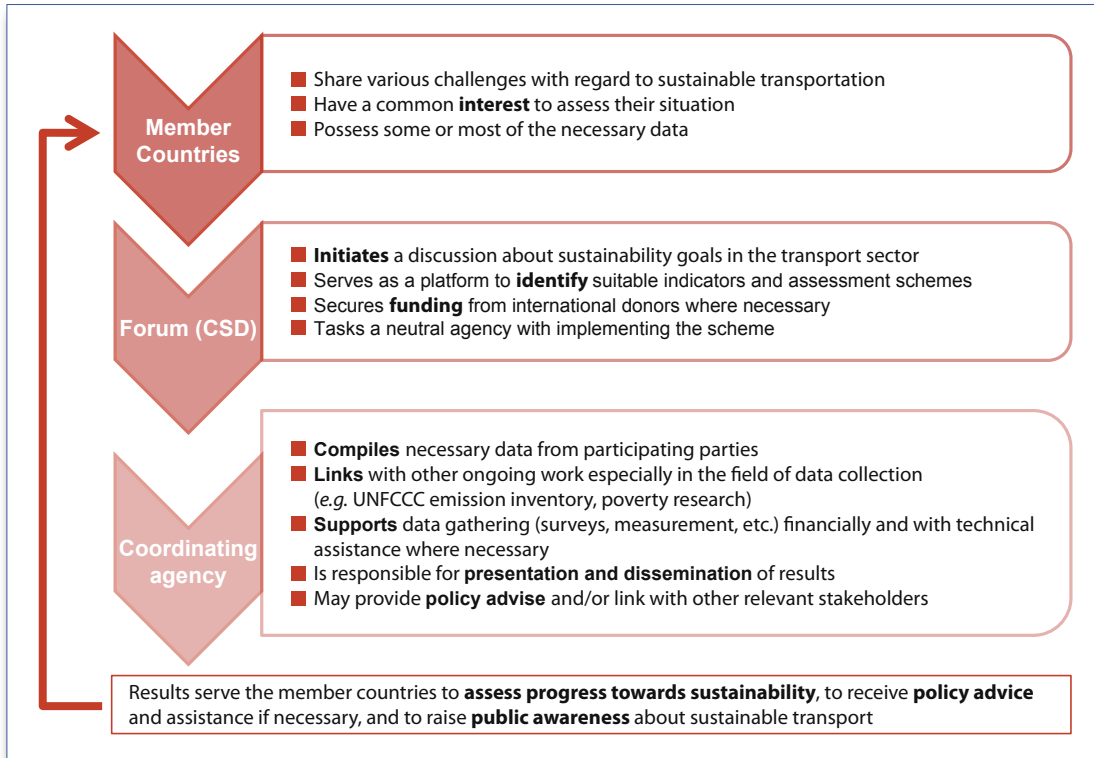 Member
Countries
■ Share various challenges with regard to sustainable transportation
■ Have a common interest to assess their situation
■ Possess some or most of the necessary data
Forum (CSD)
■ Initiates a discussion about sustainability goals in the transport sector
■ Serves as a platform to identify suitable indicators and assessment schemes
■ Secures funding from international donors where necessary
■ Tasks a neutral agency with implementing the scheme
Coordinating
agency
■ Compiles necessary data from participating parties
■ Links with other ongoing work especially in the field of data collection
(e.g. UNFCCC emission inventory, poverty research)
■ Supports data gathering (surveys, measurement, etc.) financially and with technical
assistance where necessary
■ Is responsible for presentation and dissemination of results
■ May provide policy advise and/or link with other relevant stakeholders
Results serve the member countries to assess progress towards sustainability, to receive policy advice
and assistance if necessary, and to raise public awareness about sustainable transport